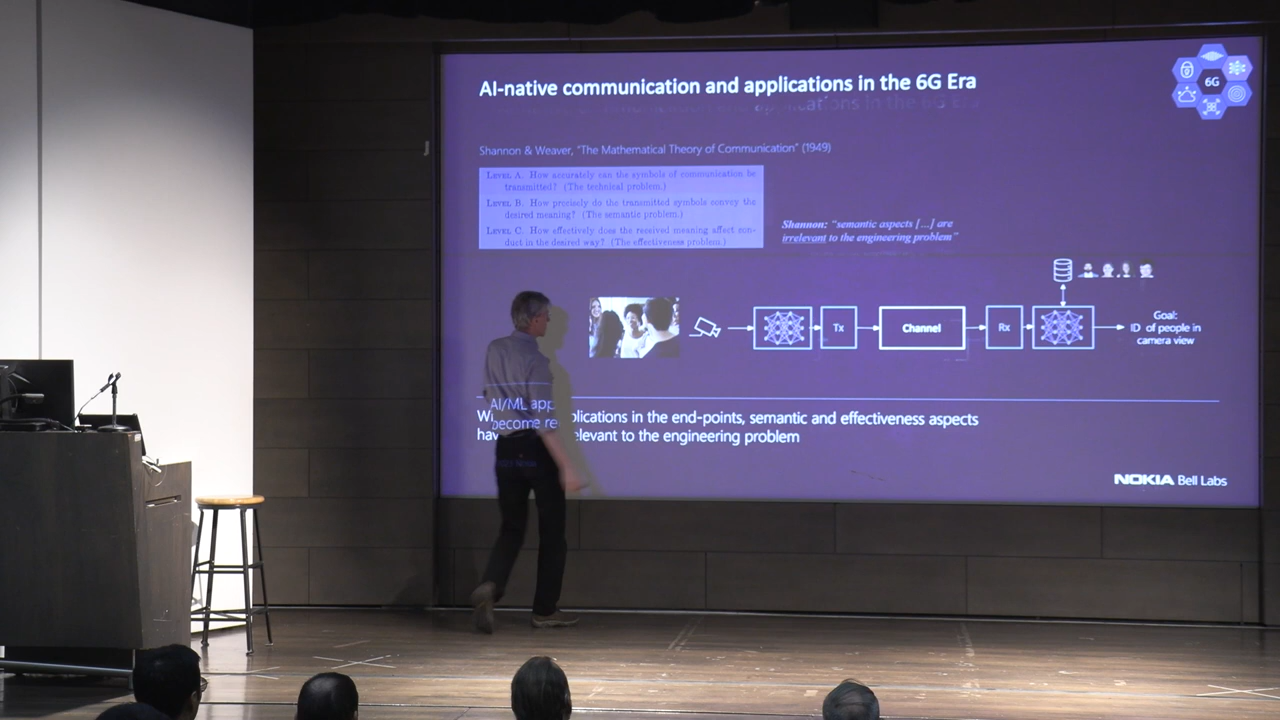 AI-native communication and applications in the 6G Era
6G
Shannon & Weaver, "The Mathematical Theory of Communication" (1949)
LEVEL A. How accurately can the symbols of communication be
transmitted? (The technical problem.)
LEVEL B. How precisely do the transmitted symbols convey the
desired meaning? (The semantic problem.)
LEVEL C. How effectively does the received meaning affect con-
duct in the desired way? (The effectiveness problem.)
Shannon: "semantic aspects [...] are
irrelevant to the engineering problem"
Tx
Channel
Rx
Goal:
ID of people in
camera view
AI/ML applications in the end-points, semantic and effectiveness aspects
become relevant to the engineering problem
NOKIA Bell Labs